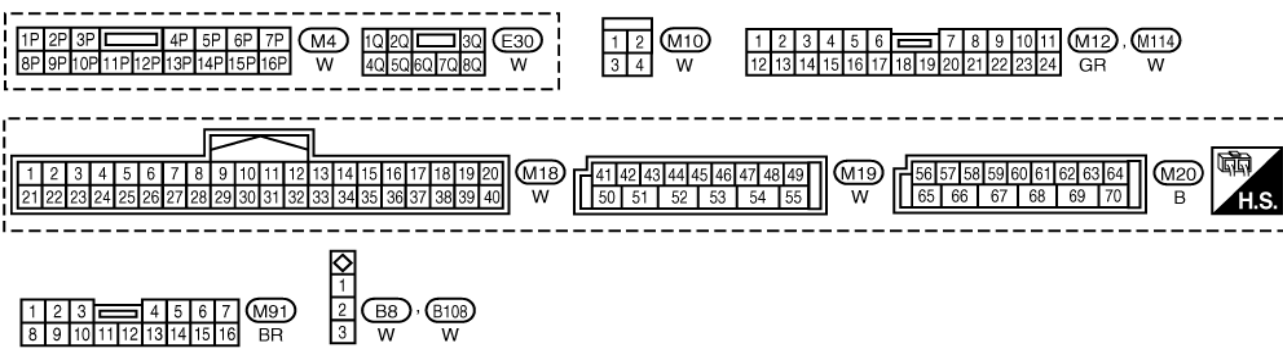 1P 2P 3P 4P 5P 6P 7P M4 1Q 2Q 3Q E30
8P 9P 10P 11P 12P 13P 14P 15P 16P W 4Q 5Q 6Q 7Q 8Q W
1 2 M10
3 4 W
1 2 3 4 5 6 7 8 9 10 11 M12 , M114
12 13 14 15 16 17 18 19 20 21 22 23 24 GR W
1 2 3 4 5 6 7 8 9 10 11 12 13 14 15 16 17 18 19 20 M18
21 22 23 24 25 26 27 28 29 30 31 32 33 34 35 36 37 38 39 40 W
41 42 43 44 45 46 47 48 49 M19
50 51 52 53 54 55 W
56 57 58 59 60 61 62 63 64 M20
65 66 67 68 69 70 B
H.S.
1 2 3 4 5 6 7 M91
8 9 10 11 12 13 14 15 16 BR
1
2 B8 , B108
3 W W